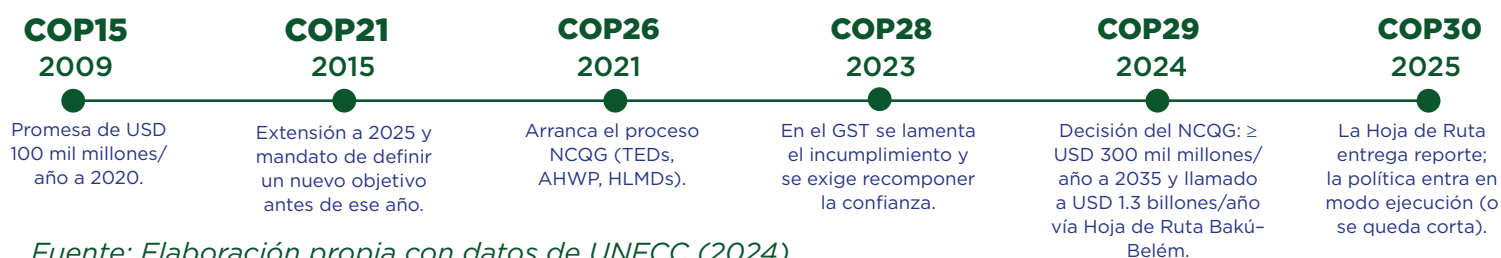 COP15
2009
Promesa de USD
100 mil millones/
año a 2020.
COP21
2015
Extensión a 2025 y
mandato de definir
un nuevo objetivo
antes de ese año.
COP26
2021
Arranca el proceso
NCQG (TEDs,
AHWP, HLMDs).
COP28
2023
En el GST se lamenta
el incumplimiento y
se exige recomponer
la confianza.
COP29
2024
Decisión del NCQG: ≥
USD 300 mil millones/
año a 2035 y llamado
a USD 1.3 billones/año
vía Hoja de Ruta Bakú–
Belém.
COP30
2025
La Hoja de Ruta
entrega reporte;
la política entra en
modo ejecución (o
se queda corta).
Fuente: Elaboración propia con datos de UNFCC (2024)